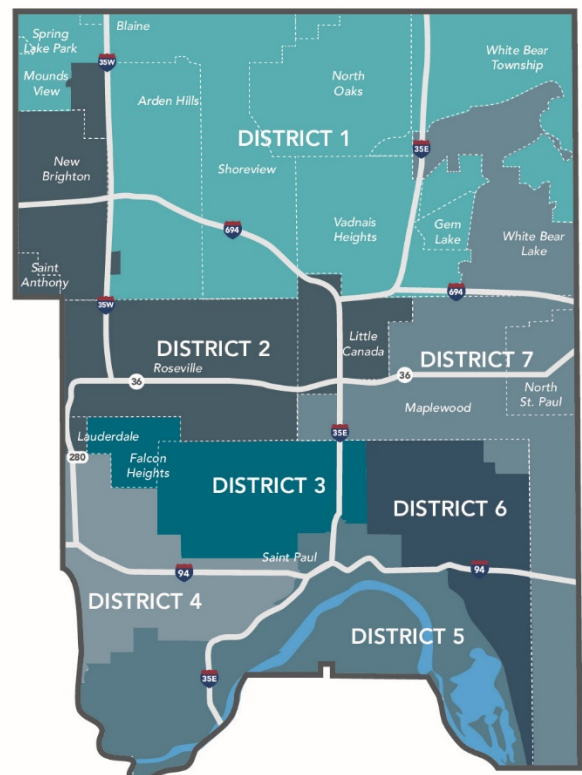 Blaine
Spring
Lake Park
Mounds
View
35W
Arden Hills
North
Oaks
White Bear
Township
DISTRICT 1
35E
New
Brighton
Shoreview
694
Vadnais
Heights
Gem
Lake
White Bear
Lake
Saint
Anthony
35W
694
DISTRICT 2
Roseville
Little
Canada
DISTRICT 7
36
36
North
St. Paul
Maplewood
Lauderdale
35E
280
Falcon
Heights
DISTRICT 3
DISTRICT 6
Saint Paul
94
94
DISTRICT 4
DISTRICT 5
35E